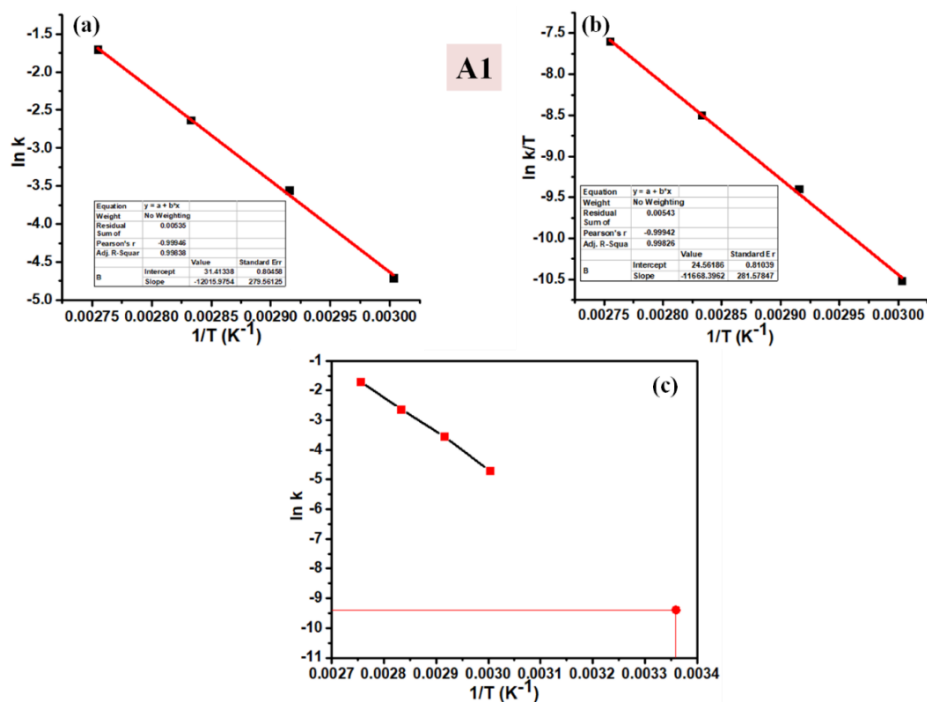 (a)
-1.5
-2.0
-2.5
-3.0
-3.5
-4.0
-4.5
-5.0
ln k
Equation y = a + b*x
Weight No Weighting
Residual Sum of 0.00535
Pearson's r -0.99946
Adj. R-Squar 0.99838
Value Standard Err
B Intercept 31.41338 0.80458
Slope -12015.9754 279.56125
0.00275 0.00280 0.00285 0.00290 0.00295 0.00300
1/T (K-1)
A1
(b)
-7.5
-8.0
-8.5
-9.0
-9.5
-10.0
-10.5
ln k/T
Equation y = a + b*x
Weight No Weighting
Residual Sum of 0.00543
Pearson's r -0.99942
Adj. R-Squa 0.99826
Value Standard Er
B Intercept 24.56186 0.81039
Slope -11668.3962 281.57847
0.00275 0.00280 0.00285 0.00290 0.00295 0.00300
1/T (K-1)
(c)
-1
-2
-3
-4
-5
-6
-7
-8
-9
-10
-11
ln k
0.0027 0.0028 0.0029 0.0030 0.0031 0.0032 0.0033 0.0034
1/T (K-1)